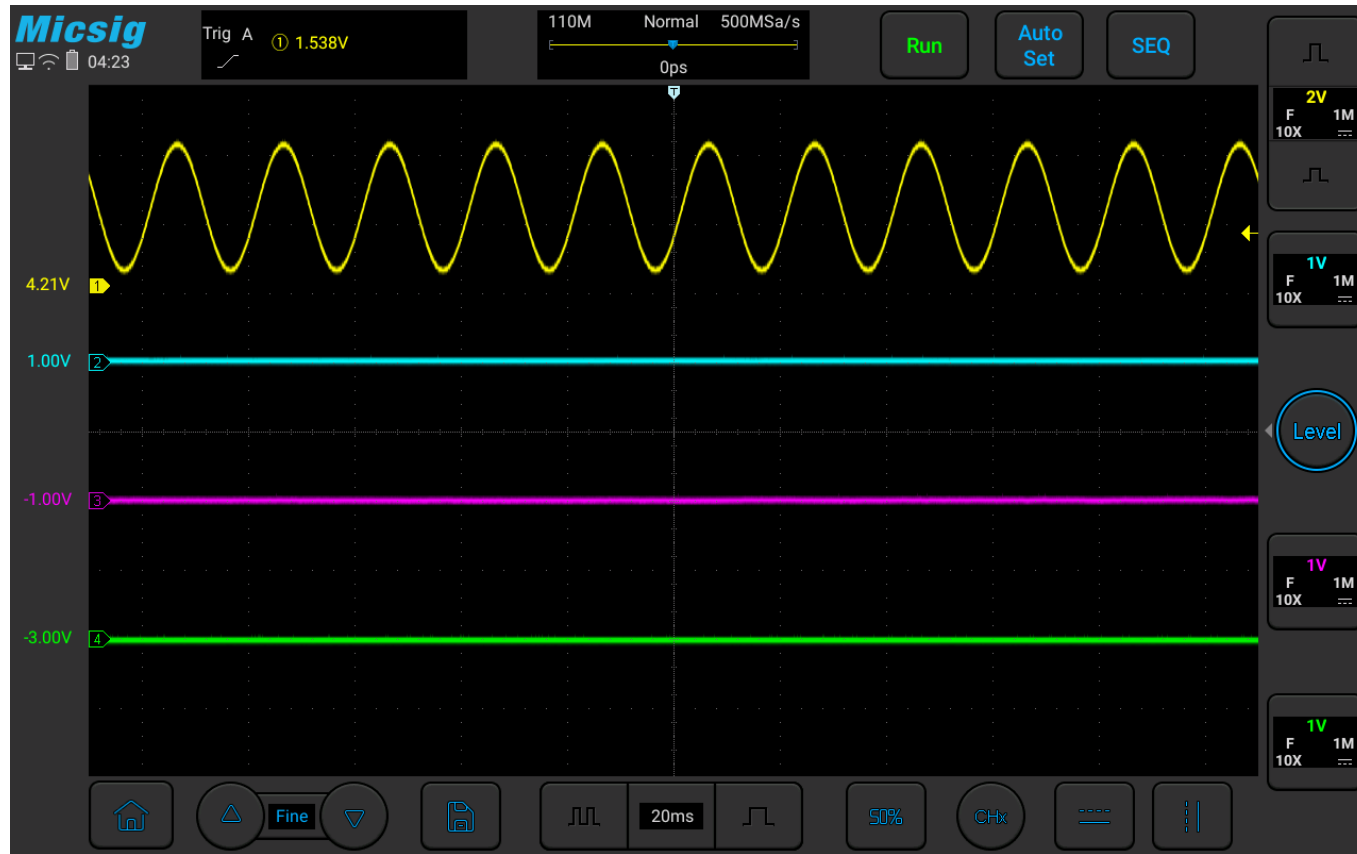 Micsig
04:23
Trig A
① 1.538V
110M Normal 500MSa/s
0ps
Run
Auto
Set
SEQ
T
2V
F 1M
10X
4.21V
1
1V
F 1M
10X
1.00V
2
Level
-1.00V
3
1V
F 1M
10X
-3.00V
4
1V
F 1M
10X
Fine
20ms
50%
CHx